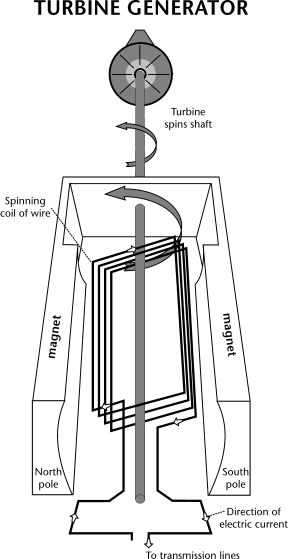 TURBINE GENERATOR
Turbine
spins shaft
Spinning
coil of wire
magnet
magnet
North
pole
South
pole
Direction of
electric current
To transmission lines